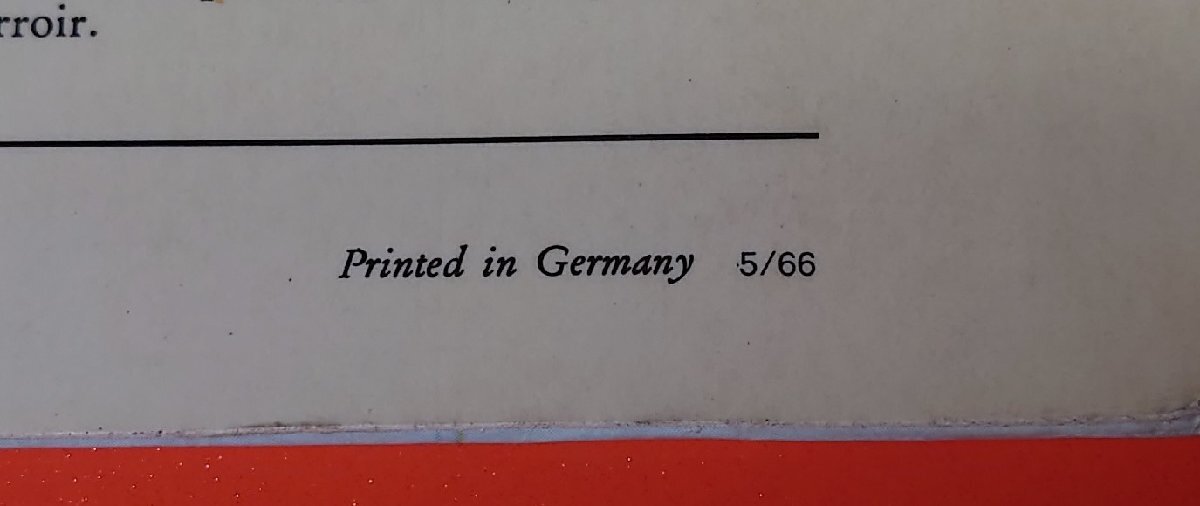 rroir.
Printed in Germany 5/66